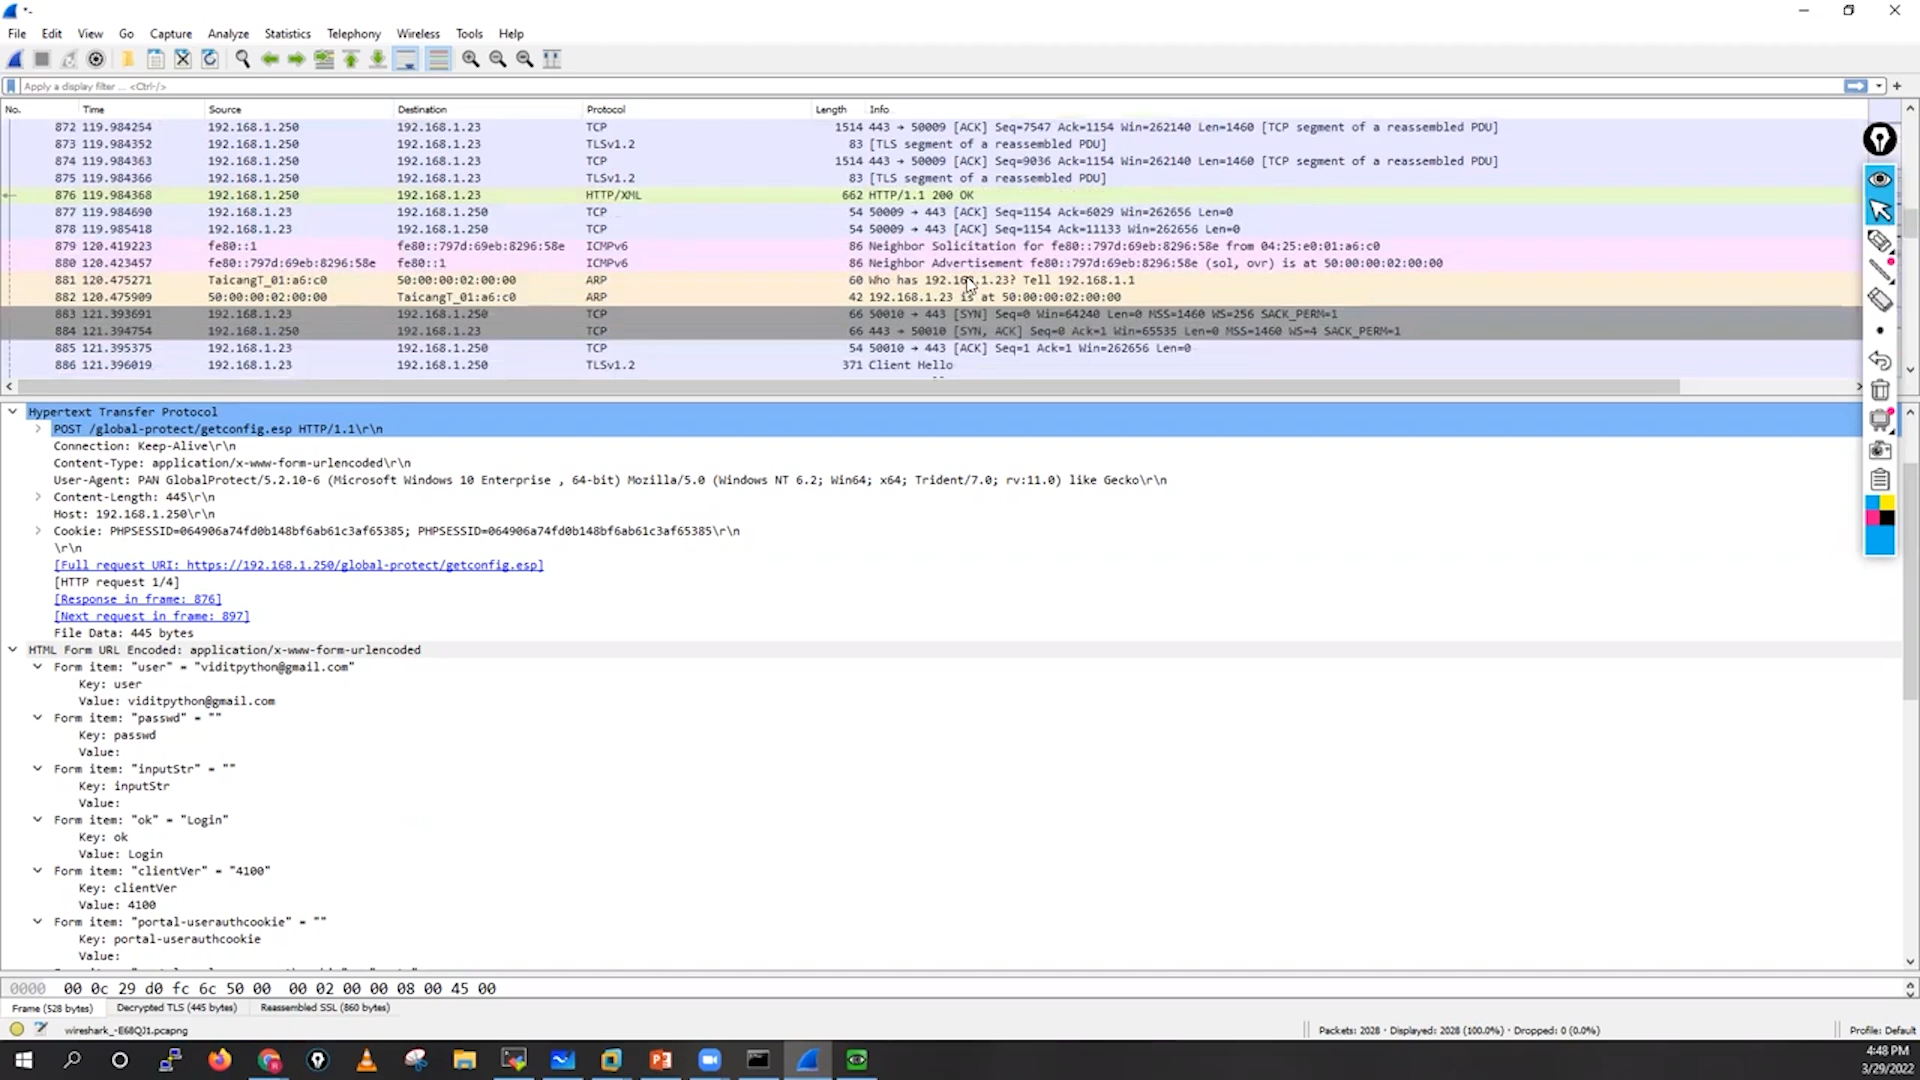 File Edit View Go Capture Analyze Statistics Telephony Wireless Tools Help
Apply a display filter ... <Ctrl-/>
No. Time Source Destination Protocol Length Info
872 119.984254 192.168.1.250 192.168.1.23 TCP 1514 443 → 50009 [ACK] Seq=7547 Ack=1154 Win=262140 Len=1460 [TCP segment of a reassembled PDU]
873 119.984352 192.168.1.250 192.168.1.23 TLSv1.2 83 [TLS segment of a reassembled PDU]
874 119.984363 192.168.1.250 192.168.1.23 TCP 1514 443 → 50009 [ACK] Seq=9036 Ack=1154 Win=262140 Len=1460 [TCP segment of a reassembled PDU]
875 119.984366 192.168.1.250 192.168.1.23 TLSv1.2 83 [TLS segment of a reassembled PDU]
876 119.984368 192.168.1.250 192.168.1.23 HTTP/XML 662 HTTP/1.1 200 OK
877 119.984690 192.168.1.23 192.168.1.250 TCP 54 50009 → 443 [ACK] Seq=1154 Ack=6029 Win=262656 Len=0
878 119.985418 192.168.1.23 192.168.1.250 TCP 54 50009 → 443 [ACK] Seq=1154 Ack=11133 Win=262656 Len=0
879 120.419223 fe80::1 fe80::797d:69eb:8296:58e ICMPv6 86 Neighbor Solicitation for fe80::797d:69eb:8296:58e from 04:25:e0:01:a6:c0
880 120.423457 fe80::797d:69eb:8296:58e fe80::1 ICMPv6 86 Neighbor Advertisement fe80::797d:69eb:8296:58e (sol, ovr) is at 50:00:00:02:00:00
881 120.475271 TaicangT_01:a6:c0 50:00:00:02:00:00 ARP 60 Who has 192.168.1.23? Tell 192.168.1.1
882 120.475909 50:00:00:02:00:00 TaicangT_01:a6:c0 ARP 42 192.168.1.23 is at 50:00:00:02:00:00
883 121.393691 192.168.1.23 192.168.1.250 TCP 66 50010 → 443 [SYN] Seq=0 Win=64240 Len=0 MSS=1460 WS=256 SACK_PERM=1
884 121.394754 192.168.1.250 192.168.1.23 TCP 66 443 → 50010 [SYN, ACK] Seq=0 Ack=1 Win=65535 Len=0 MSS=1460 WS=4 SACK_PERM=1
885 121.395375 192.168.1.23 192.168.1.250 TCP 54 50010 → 443 [ACK] Seq=1 Ack=1 Win=262656 Len=0
886 121.396019 192.168.1.23 192.168.1.250 TLSv1.2 371 Client Hello
Hypertext Transfer Protocol
POST /global-protect/getconfig.esp HTTP/1.1\r\n
Connection: Keep-Alive\r\n
Content-Type: application/x-www-form-urlencoded\r\n
User-Agent: PAN GlobalProtect/5.2.10-6 (Microsoft Windows 10 Enterprise , 64-bit) Mozilla/5.0 (Windows NT 6.2; Win64; x64; Trident/7.0; rv:11.0) like Gecko\r\n
Content-Length: 445\r\n
Host: 192.168.1.250\r\n
Cookie: PHPSESSID=064906a74fd0b148bf6ab61c3af65385; PHPSESSID=064906a74fd0b148bf6ab61c3af65385\r\n
\r\n
[Full request URI: https://192.168.1.250/global-protect/getconfig.esp]
[HTTP request 1/4]
[Response in frame: 876]
[Next request in frame: 897]
File Data: 445 bytes
HTML Form URL Encoded: application/x-www-form-urlencoded
Form item: "user" = "viditpython@gmail.com"
Key: user
Value: viditpython@gmail.com
Form item: "passwd" = ""
Key: passwd
Value:
Form item: "inputStr" = ""
Key: inputStr
Value:
Form item: "ok" = "Login"
Key: ok
Value: Login
Form item: "clientVer" = "4100"
Key: clientVer
Value: 4100
Form item: "portal-userauthcookie" = ""
Key: portal-userauthcookie
Value:
0000 00 0c 29 d0 fc 6c 50 00 00 02 00 00 08 00 45 00
Frame (528 bytes) Decrypted TLS (445 bytes) Reassembled SSL (860 bytes)
wireshark_-E68QJ1.pcapng Packets: 2028 · Displayed: 2028 (100.0%) · Dropped: 0 (0.0%) Profile: Default
4:48 PM
3/29/2022